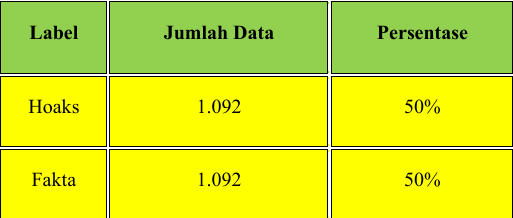 Label Jumlah Data Persentase
Hoaks 1.092 50%
Fakta 1.092 50%